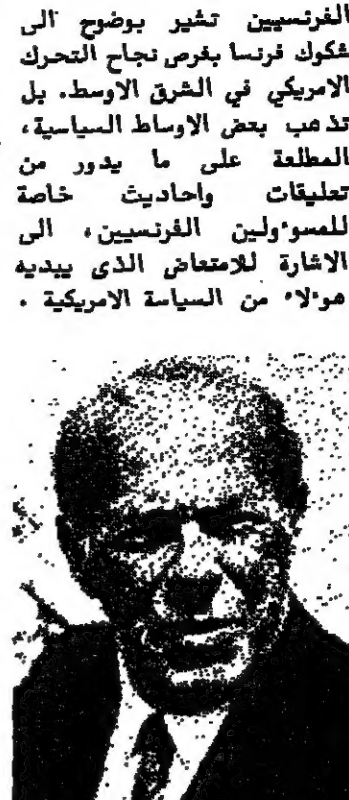 الفرنسيين تشير بوضوح الى
شكوك فرنسا بفرص نجاح التحرك
الامريكي في الشرق الاوسط. بل
تذهب بعض الاوساط السياسية،
المطلعة على ما يدور من
تعليقات واحاديث خاصة
للمسوءولين الفرنسيين، الى
الاشارة للامتعاض الذى يبديه
هوءلاء من السياسة الامريكية .